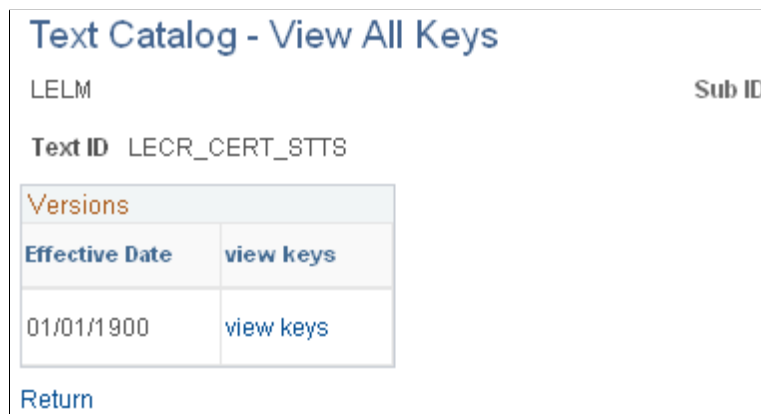 Text Catalog - View All Keys
LELM Sub ID
Text ID LECR_CERT_STTS
Versions
Effective Date view keys
01/01/1900 view keys
Return